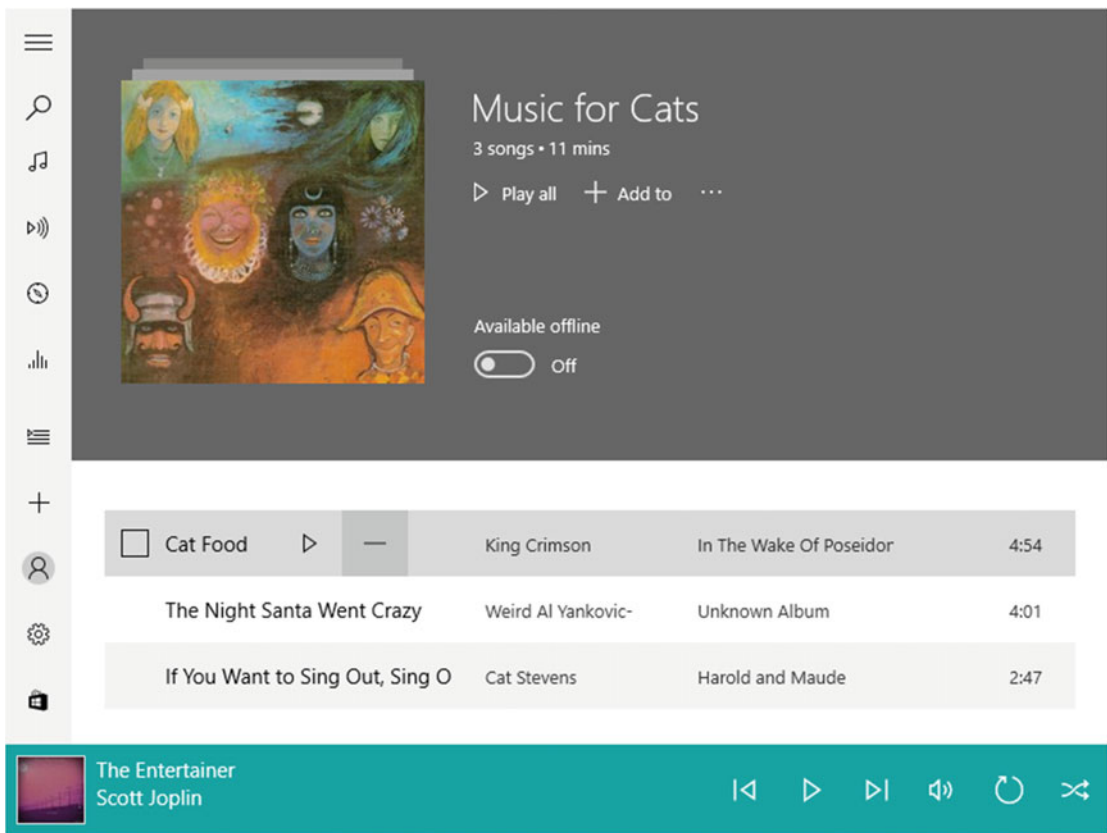 Music for Cats
3 songs • 11 mins
Play all Add to ...
Available offline
Off
Cat Food King Crimson In The Wake Of Poseidor 4:54
The Night Santa Went Crazy Weird Al Yankovic- Unknown Album 4:01
If You Want to Sing Out, Sing O Cat Stevens Harold and Maude 2:47
The Entertainer
Scott Joplin